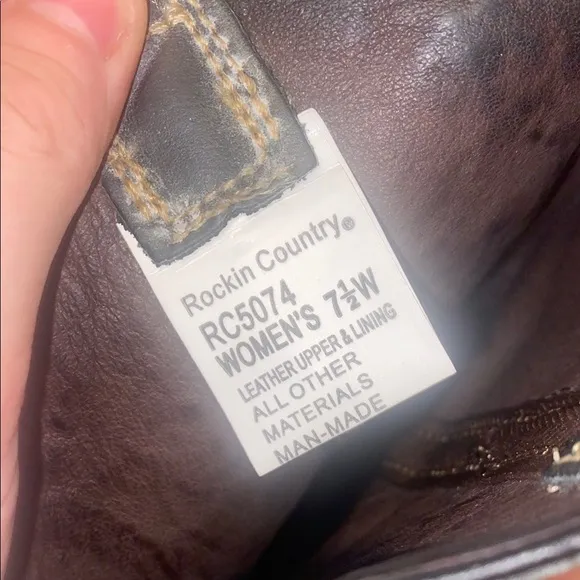 Rockin Country®
RC5074
WOMEN'S 7½W
LEATHER UPPER & LINING
ALL OTHER
MATERIALS
MAN-MADE